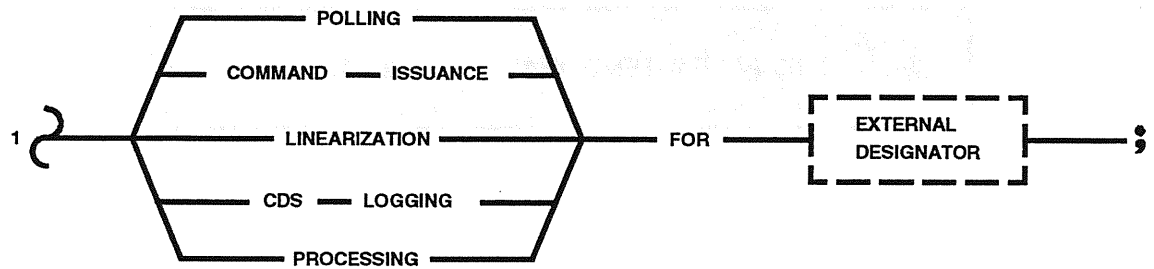 POLLING
COMMAND ISSUANCE
1 LINEARIZATION FOR EXTERNAL DESIGNATOR ;
CDS LOGGING
PROCESSING